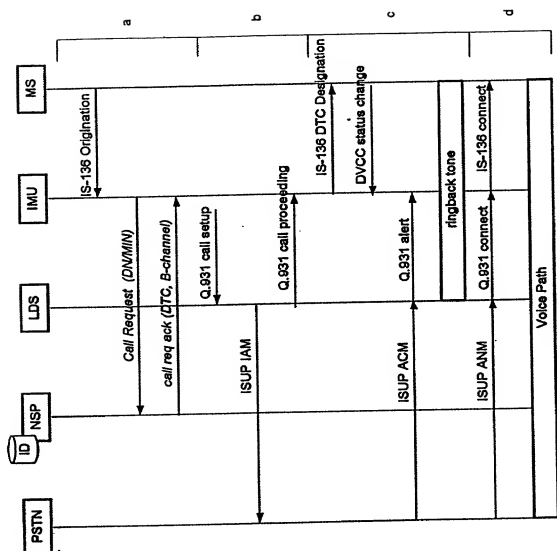 PSTN
ID
NSP
LDS
IMU
MS
IS-136 Origination
Call Request (DN/MIN)
call req ack (DTC, B-channel)
a
Q.931 call setup
ISUP IAM
Q.931 call proceeding
b
IS-136 DTC Designation
DVCC status change
ISUP ACM
Q.931 alert
ringback tone
c
ISUP ANM
Q.931 connect
IS-136 connect
Voice Path
d